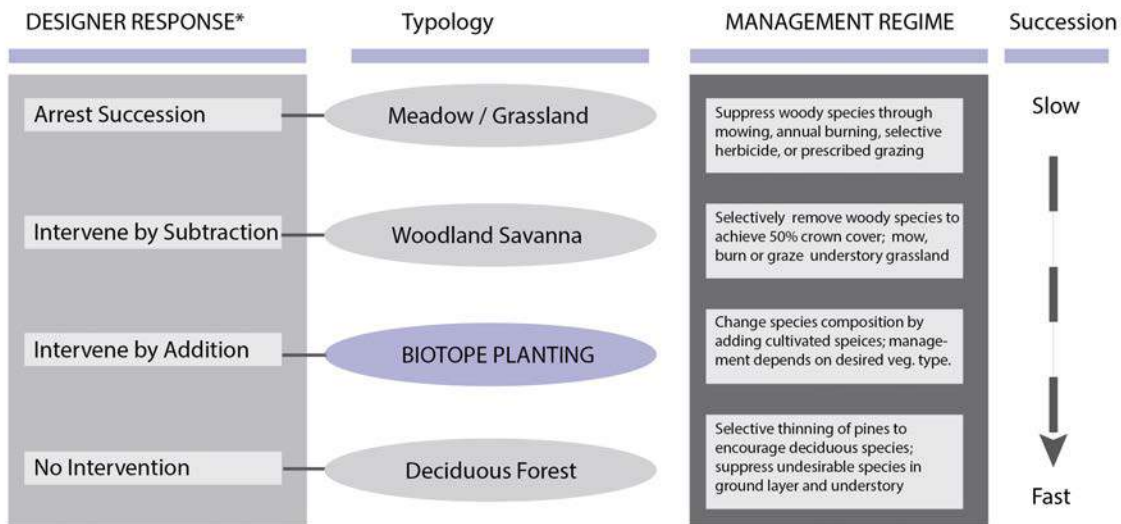 DESIGNER RESPONSE*
Typology
MANAGEMENT REGIME
Succession
Arrest Succession
Meadow / Grassland
Suppress woody species through
mowing, annual burning, selective
herbicide, or prescribed grazing
Slow
Intervene by Subtraction
Woodland Savanna
Selectively remove woody species to
achieve 50% crown cover; mow,
burn or graze understory grassland
Intervene by Addition
BIOTOPE PLANTING
Change species composition by
adding cultivated speices; manage-
ment depends on desired veg. type.
No Intervention
Deciduous Forest
Selective thinning of pines to
encourage deciduous species;
suppress undesirable species in
ground layer and understory
Fast